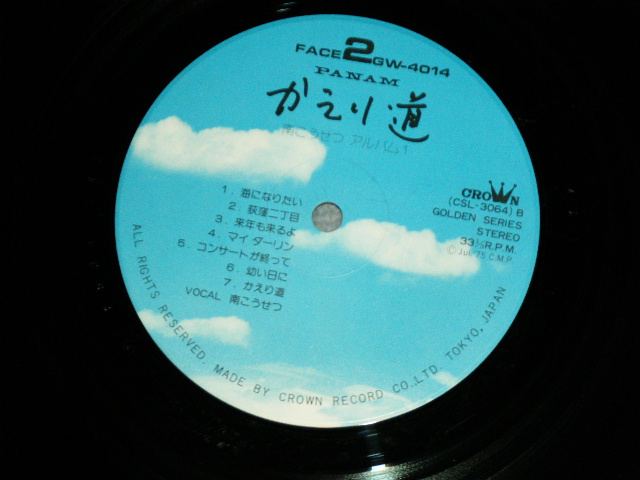 FACE 2 GW-4014
PANAM
かえり道
南こうせつ アルバム1
1. 海になりたい
2. 荻窪二丁目
3. 来年も来るよ
4. マイ ダーリン
5. コンサートが終って
6. 幼い日に
7. かえり道
VOCAL 南こうせつ
CROWN
(CSL-3064) B
GOLDEN SERIES
STEREO
33⅓R.P.M.
Ⓒ Jul.'75 C.M.P.
ALL RIGHTS RESERVED. MADE BY CROWN RECORD CO.,LTD. TOKYO, JAPAN